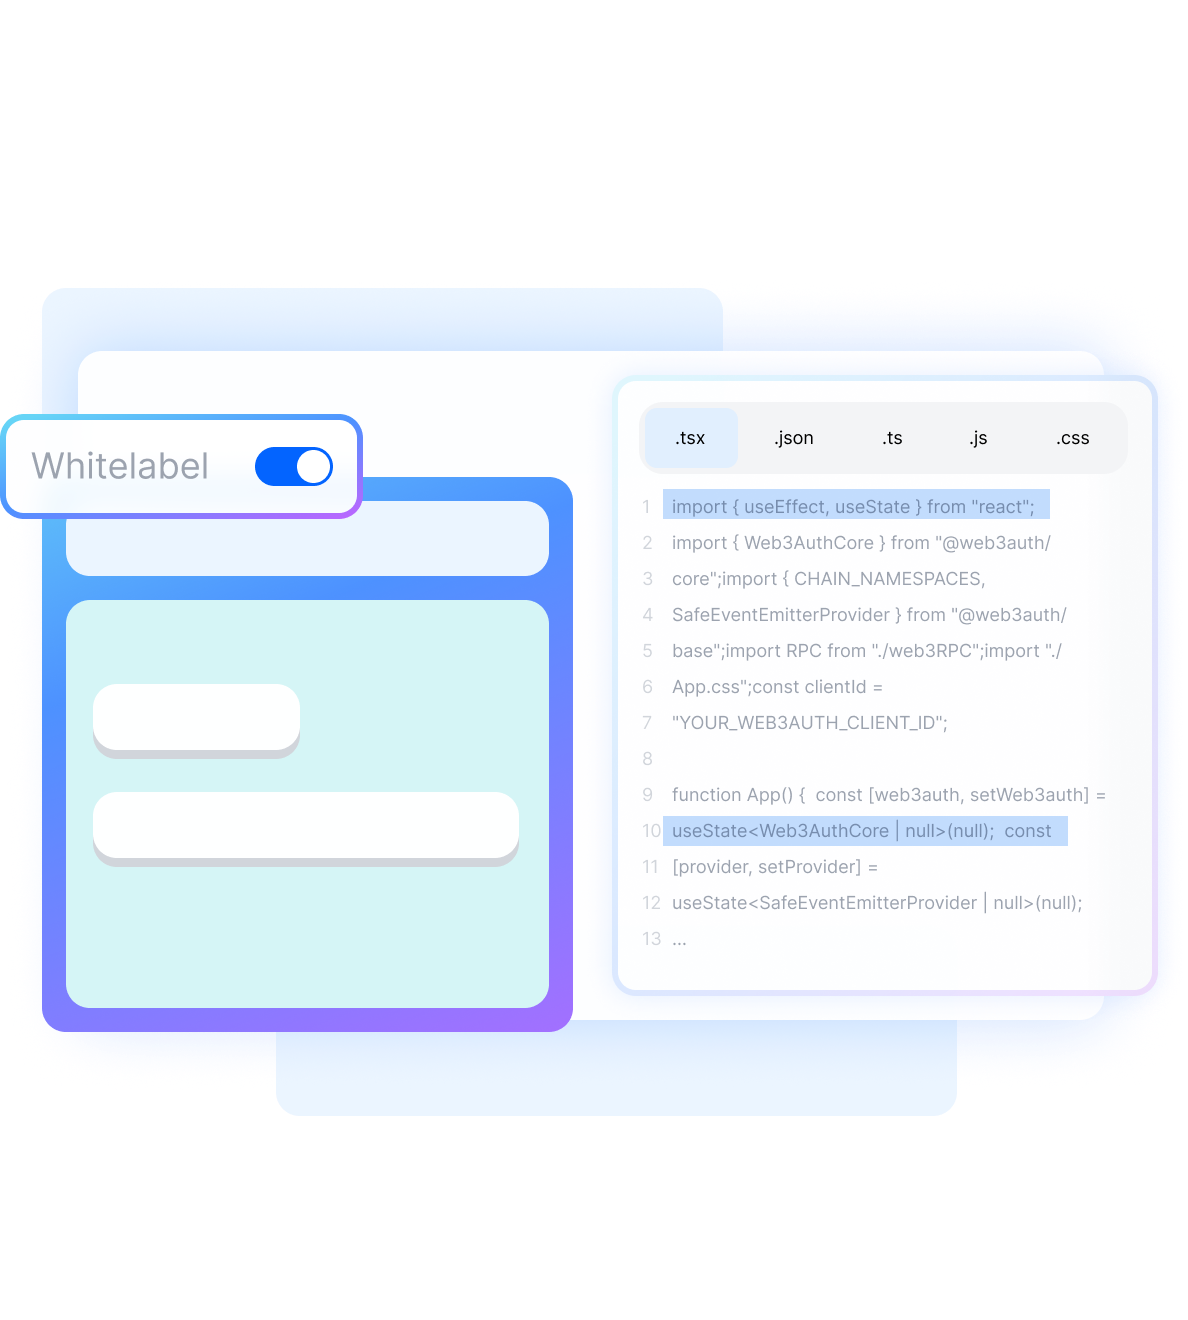 Whitelabel
.tsx .json .ts .js .css
1 import { useEffect, useState } from "react";
2 import { Web3AuthCore } from "@web3auth/
3 core";import { CHAIN_NAMESPACES,
4 SafeEventEmitterProvider } from "@web3auth/
5 base";import RPC from "./web3RPC";import "./
6 App.css";const clientId =
7 "YOUR_WEB3AUTH_CLIENT_ID";
8
9 function App() {  const [web3auth, setWeb3auth] =
10 useState<Web3AuthCore | null>(null);  const
11 [provider, setProvider] =
12 useState<SafeEventEmitterProvider | null>(null);
13 ...